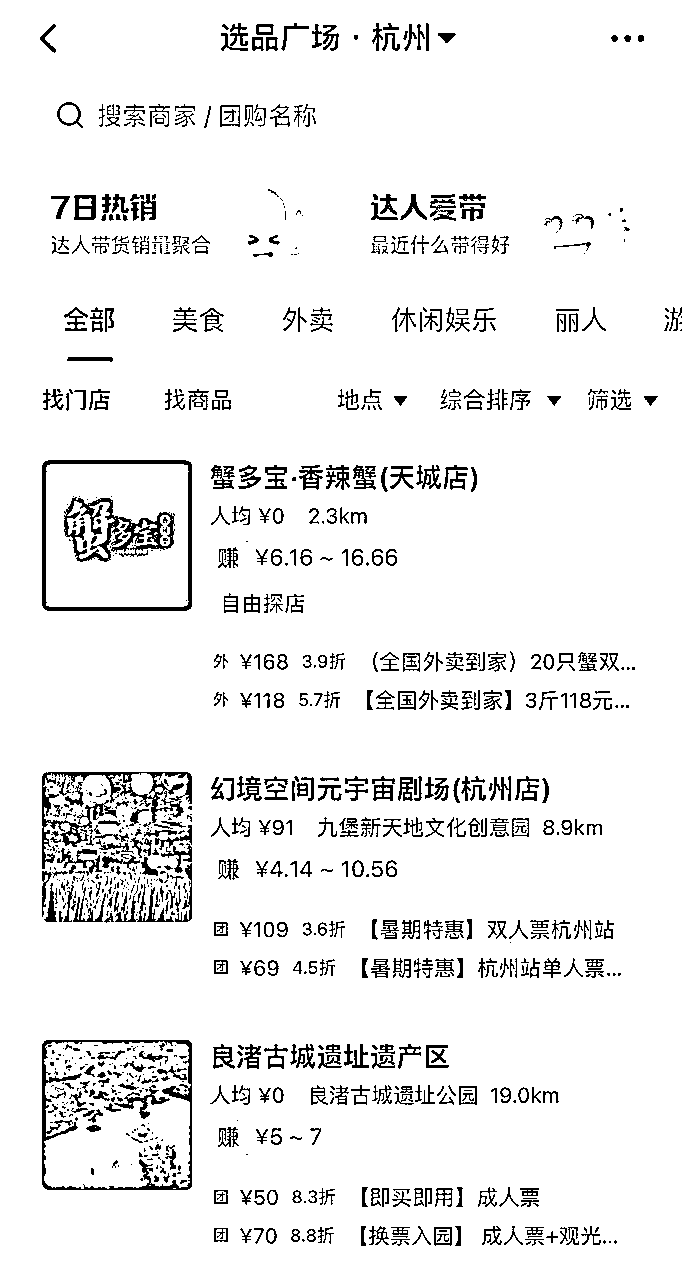 选品广场 · 杭州
搜索商家 / 团购名称
7日热销 达人爱带
达人带货销量聚合 最近什么带得好
全部 美食 外卖 休闲娱乐 丽人 游
找门店 找商品 地点 综合排序 筛选
蟹多宝·香辣蟹(天城店)
蟹多宝
人均 ¥0 2.3km
赚 ¥6.16 ~ 16.66
自由探店
外 ¥168 3.9折 （全国外卖到家）20只蟹双...
外 ¥118 5.7折 【全国外卖到家】3斤118元...
幻境空间元宇宙剧场(杭州店)
人均 ¥91 九堡新天地文化创意园 8.9km
赚 ¥4.14 ~ 10.56
团 ¥109 3.6折 【暑期特惠】双人票杭州站
团 ¥69 4.5折 【暑期特惠】杭州站单人票...
良渚古城遗址遗产区
人均 ¥0 良渚古城遗址公园 19.0km
赚 ¥5 ~ 7
团 ¥50 8.3折 【即买即用】成人票
团 ¥70 8.8折 【换票入园】 成人票+观光...